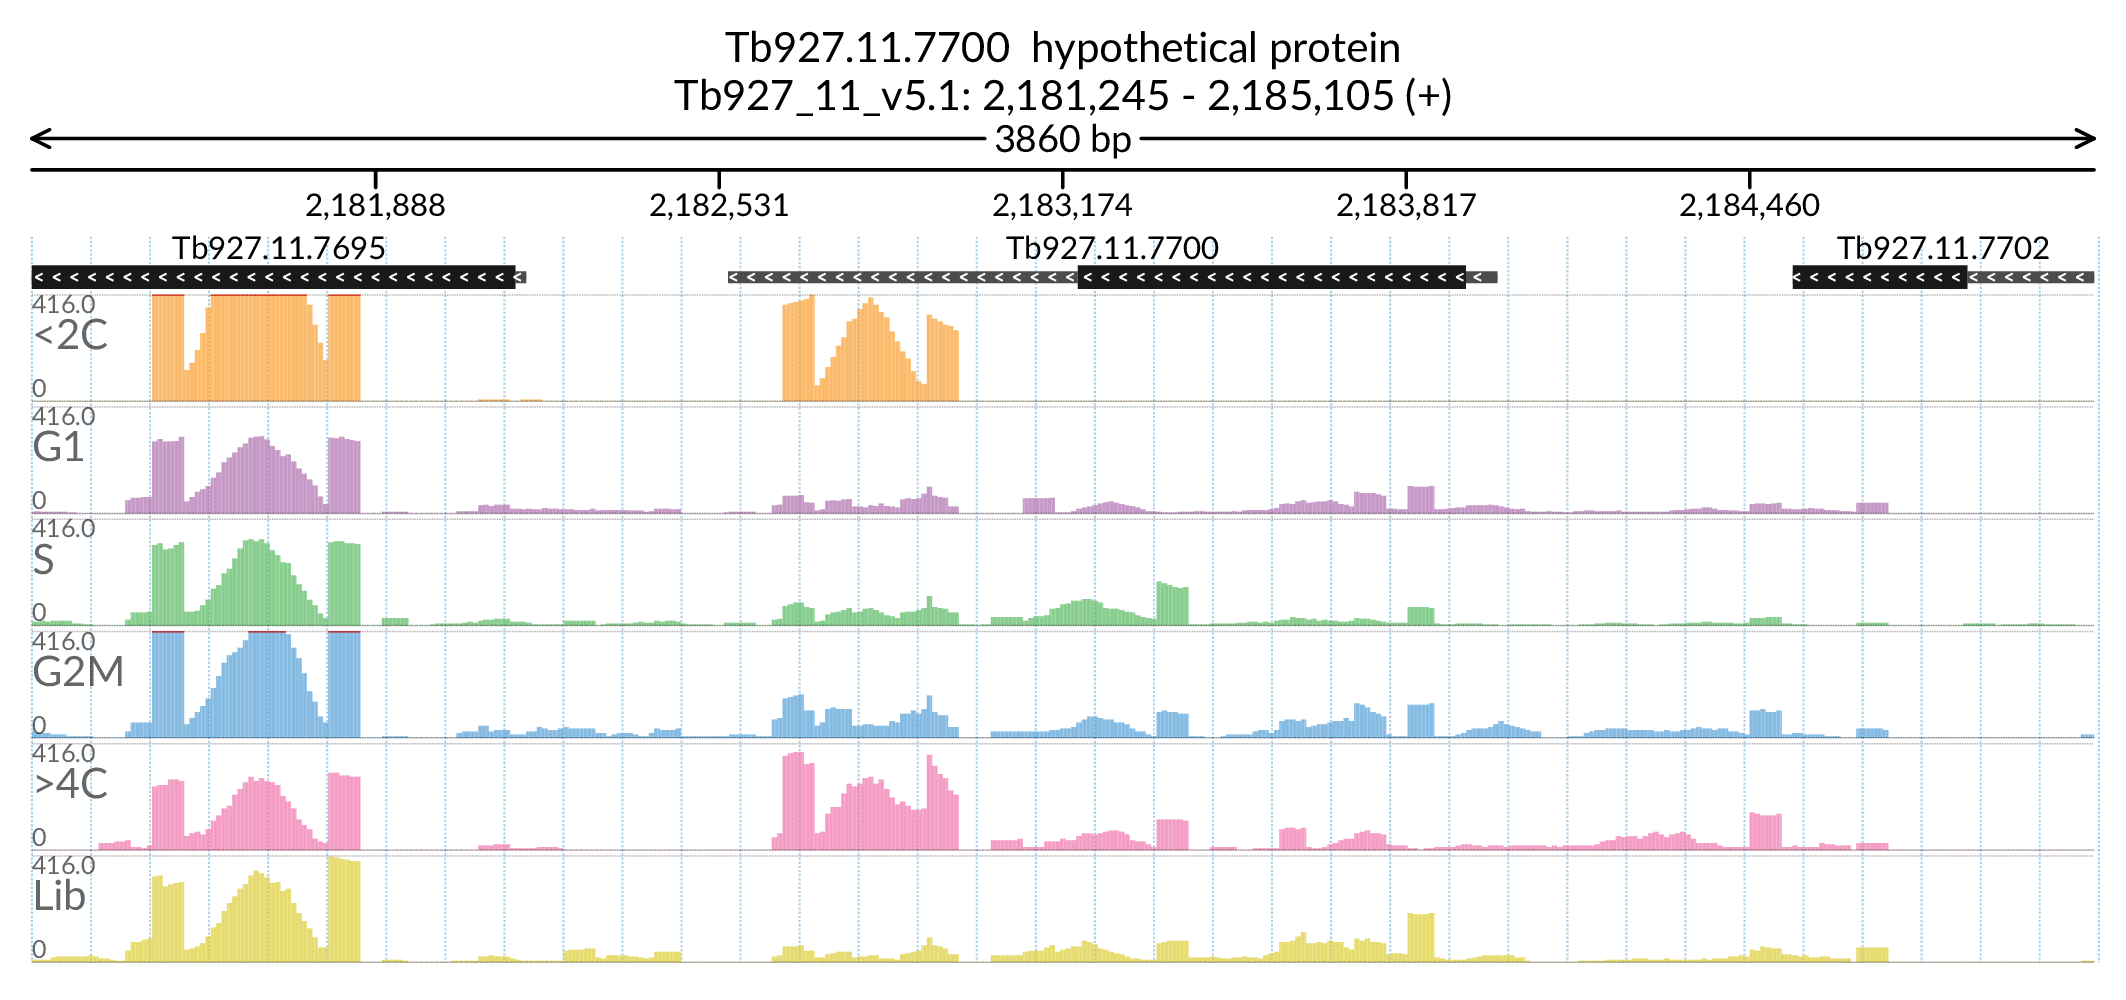 Tb927.11.7700 hypothetical protein
Tb927_11_v5.1: 2,181,245 - 2,185,105 (+)
3860 bp
2,181,888 2,182,531 2,183,174 2,183,817 2,184,460
Tb927.11.7695 Tb927.11.7700 Tb927.11.7702
416.0
<2C
0
416.0
G1
0
416.0
S
0
416.0
G2M
0
416.0
>4C
0
416.0
Lib
0